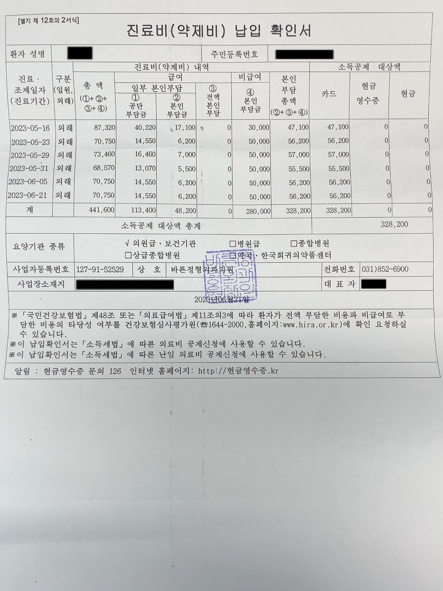 [별지 제 12호의 2서식]
진료비(약제비) 납입 확인서
환자 성명 주민등록번호
진료비(약제비) 내역 소득공제 대상액
진료·조제일자(진료기간) 구분(입원,외래) 총 액(①+②+③+④) 급여 비급여 본인부담총액(②+③+④) 카드 현금영수증 현금
일부 본인부담 ③전액본인부담 ④본인부담금
①공단부담금 ②본인부담금
2023-05-16 외래 87,320 40,220 17,100 0 30,000 47,100 47,100 0 0
2023-05-23 외래 70,750 14,550 6,200 0 50,000 56,200 56,200 0 0
2023-05-29 외래 73,460 16,460 7,000 0 50,000 57,000 57,000 0 0
2023-05-31 외래 68,570 13,070 5,500 0 50,000 55,500 55,500 0 0
2023-06-05 외래 70,750 14,550 6,200 0 50,000 56,200 56,200 0 0
2023-06-21 외래 70,750 14,550 6,200 0 50,000 56,200 56,200 0 0
계 441,600 113,400 48,200 0 280,000 328,200 328,200 0 0
소득공제 대상액 총계 328,200
요양기관 종류 √ 의원급·보건기관 □병원급 □종합병원
□상급종합병원 □약국·한국희귀의약품센터
사업자등록번호 127-91-52529 상 호 바른정형외과의원 전화번호 031)852-6900
사업장소재지 대 표 자
2023년06월21일
※「국민건강보험법」제48조 또는「의료급여법」제11조의3에 따라 환자가 전액 부담한 비용과 비급여로 부
담한 비용의 타당성 여부를 건강보험심사평가원(☎1644-2000,홈페이지:www.hira.or.kr)에 확인 요청하실
수 있습니다.
※이 납입확인서는「소득세법」에 따른 의료비 공제신청에 사용할 수 있습니다.
※이 납입확인서는「소득세법」에 따른 난임 의료비 공제신청에 사용할 수 있습니다.
알림 : 현금영수증 문의 126 인터넷 홈페이지: http://현금영수증.kr